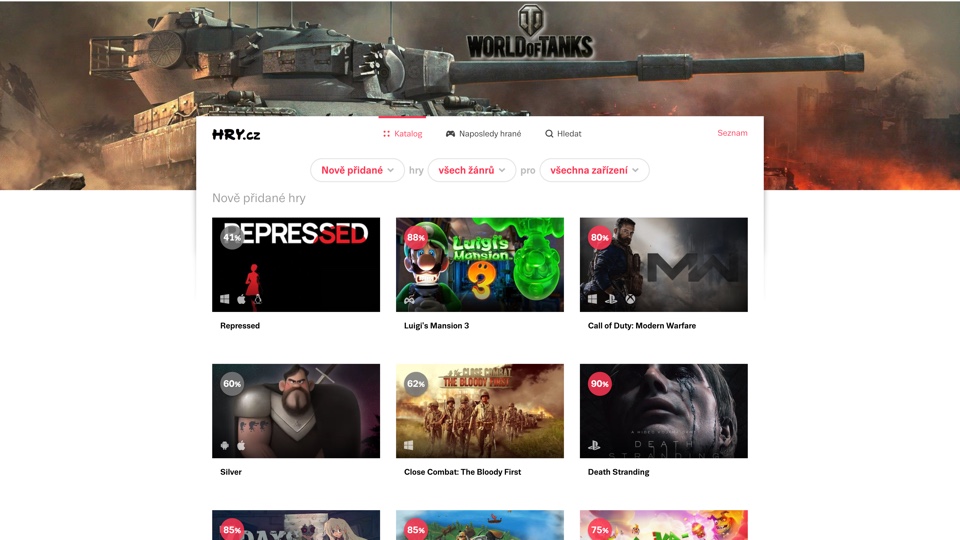 WORLD OF TANKS
HRY.cz
Katalog
Naposledy hrané
Hledat
Seznam
Nově přidané
hry
všech žánrů
pro
všechna zařízení
Nově přidané hry
41%
REPRESSED
Repressed
88%
Luigi's
Mansion
3
Luigi's Mansion 3
80%
MW
Call of Duty: Modern Warfare
60%
Silver
62%
CLOSE COMBAT
THE BLOODY FIRST
Close Combat: The Bloody First
90%
DEATH
STRANDING
Death Stranding
85%
85%
75%